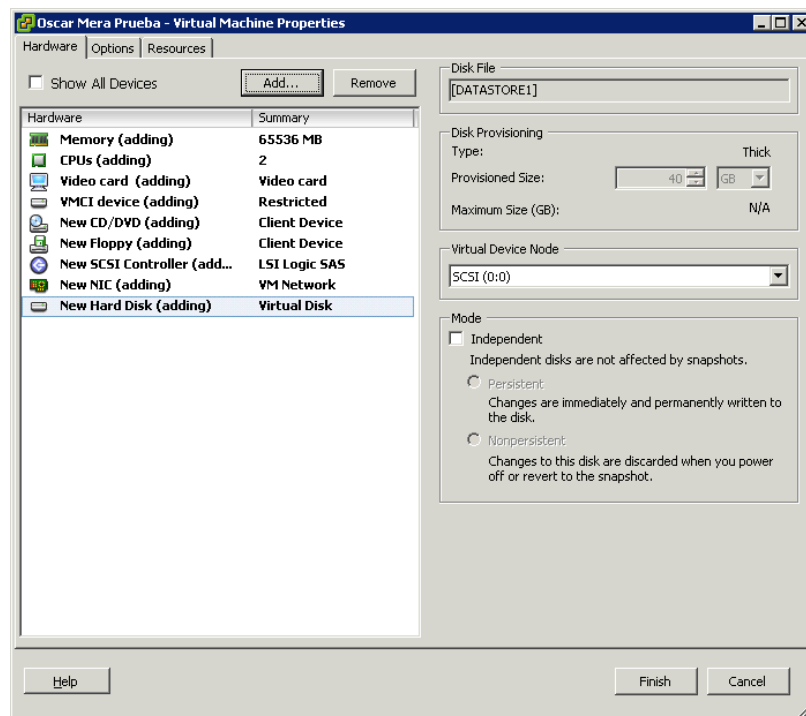 Oscar Mera Prueba - Virtual Machine Properties
Hardware Options Resources
Show All Devices Add... Remove
Hardware Summary
Memory (adding) 65536 MB
CPUs (adding) 2
Video card (adding) Video card
VMCI device (adding) Restricted
New CD/DVD (adding) Client Device
New Floppy (adding) Client Device
New SCSI Controller (add... LSI Logic SAS
New NIC (adding) VM Network
New Hard Disk (adding) Virtual Disk
Disk File
[DATASTORE1]
Disk Provisioning
Type: Thick
Provisioned Size: 40 GB
Maximum Size (GB): N/A
Virtual Device Node
SCSI (0:0)
Mode
Independent
Independent disks are not affected by snapshots.
Persistent
Changes are immediately and permanently written to
the disk.
Nonpersistent
Changes to this disk are discarded when you power
off or revert to the snapshot.
Help Finish Cancel